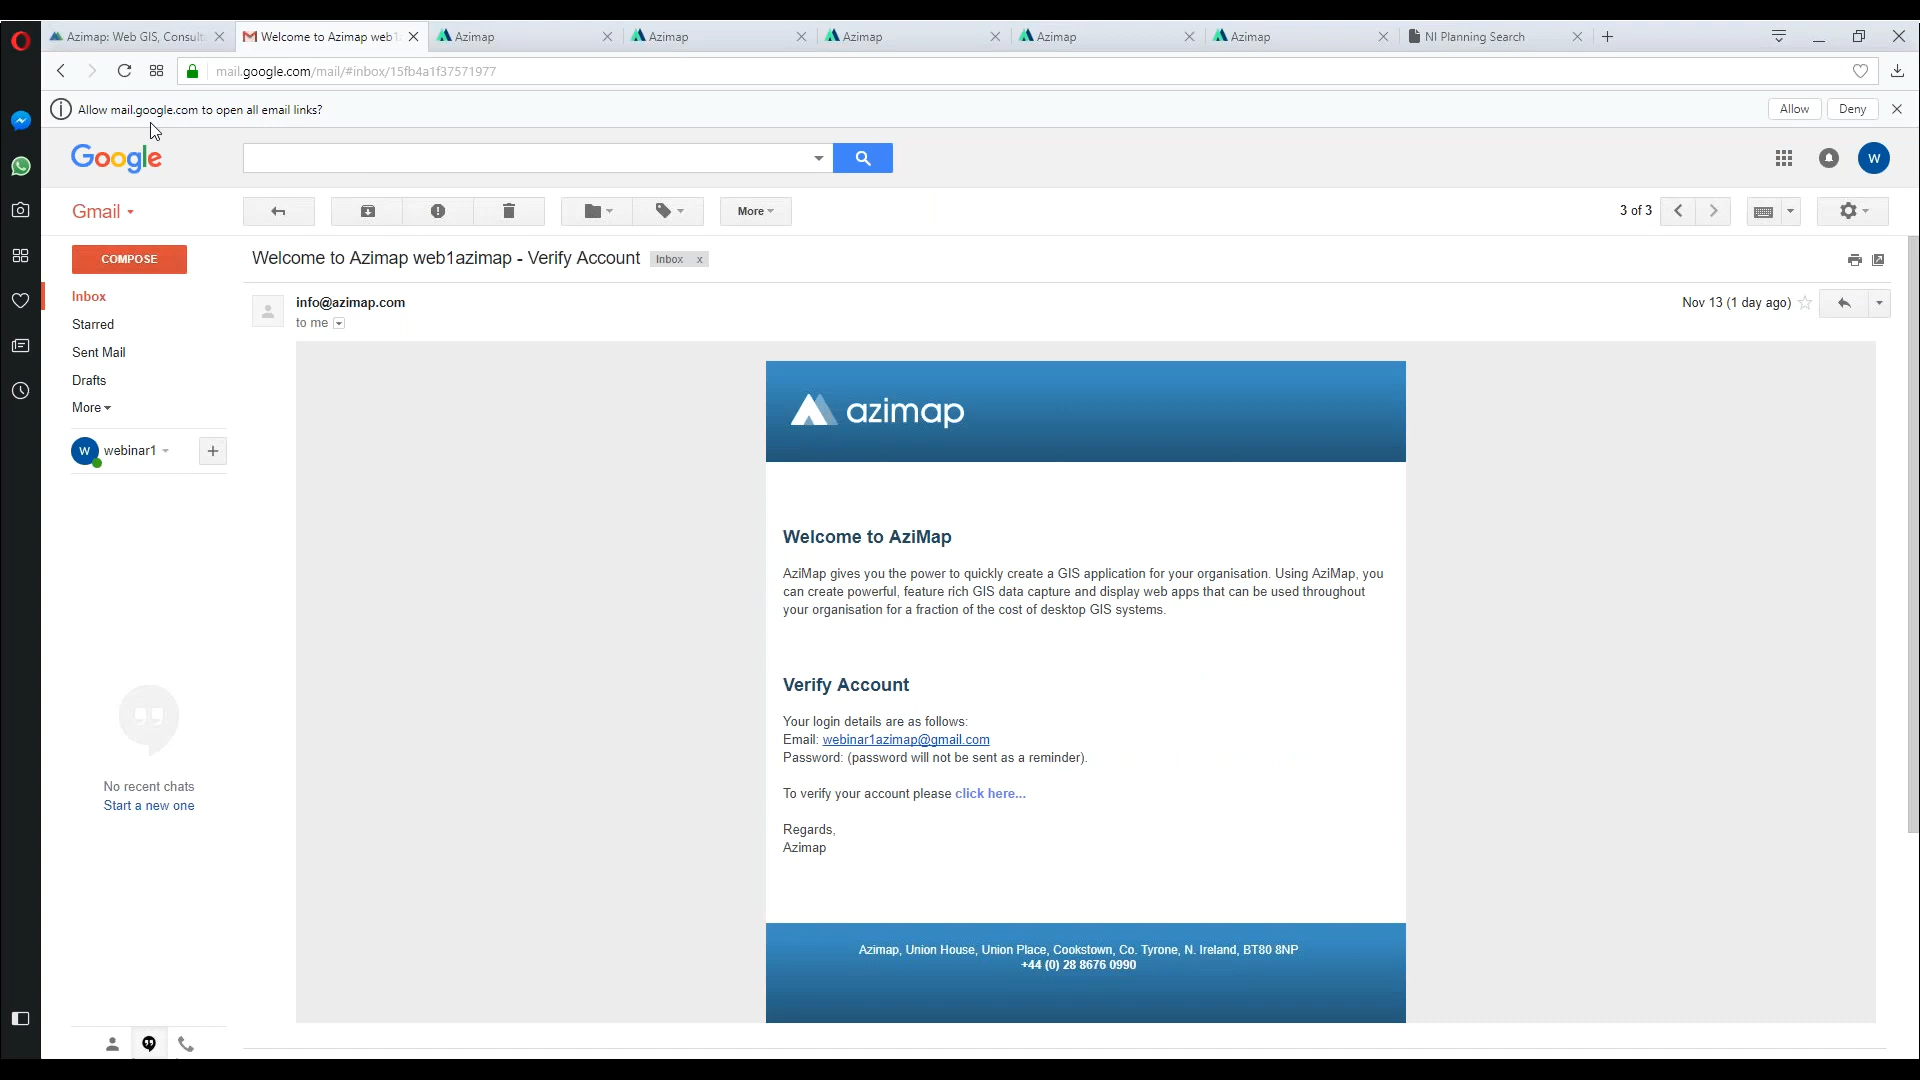 Azimap: Web GIS, Consult
Welcome to Azimap web1
Azimap
Azimap
Azimap
Azimap
Azimap
NI Planning Search
mail.google.com/mail/#inbox/15fb4a1f37571977
Allow mail.google.com to open all email links?
Allow
Deny
Google
W
Gmail
More
3 of 3
COMPOSE
Welcome to Azimap web1azimap - Verify Account
Inbox x
Inbox
Starred
Sent Mail
Drafts
More
info@azimap.com
to me
Nov 13 (1 day ago)
W webinar1
azimap
Welcome to AziMap
AziMap gives you the power to quickly create a GIS application for your organisation. Using AziMap, you
can create powerful, feature rich GIS data capture and display web apps that can be used throughout
your organisation for a fraction of the cost of desktop GIS systems.
Verify Account
Your login details are as follows:
Email: webinar1azimap@gmail.com
Password: (password will not be sent as a reminder).
To verify your account please click here...
Regards,
Azimap
No recent chats
Start a new one
Azimap, Union House, Union Place, Cookstown, Co. Tyrone, N. Ireland, BT80 8NP
+44 (0) 28 8676 0990